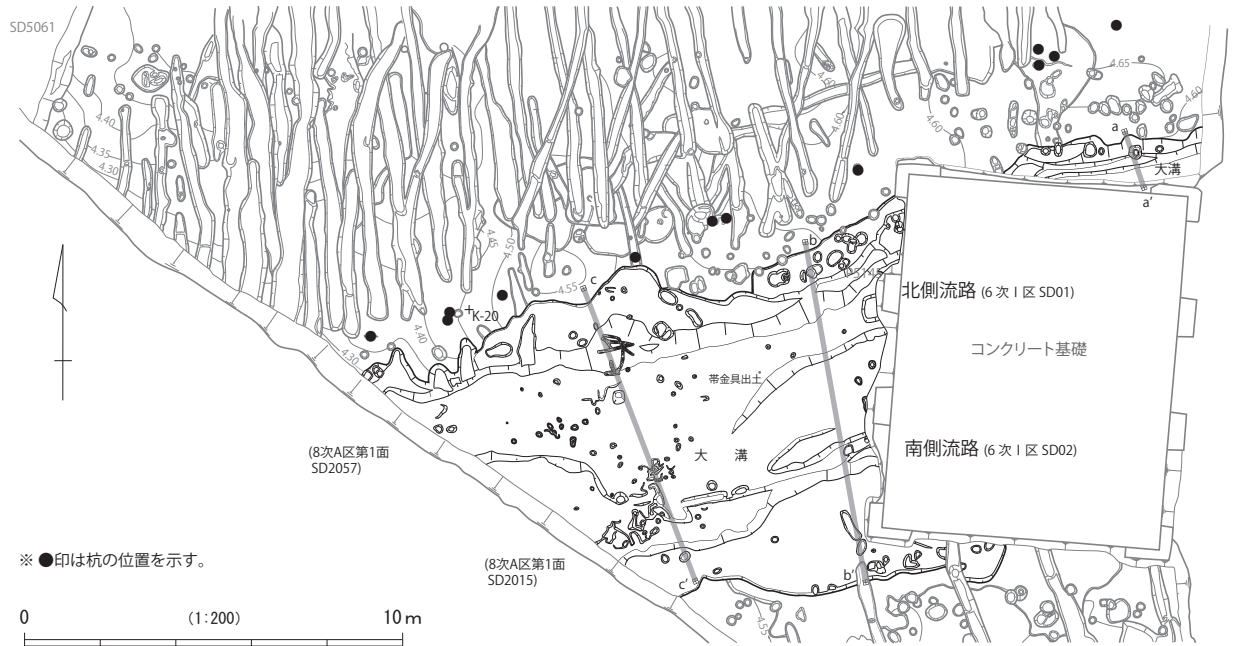 SD5061
4.40
4.35
4.30
4.60
4.60
4.60
4.65
4.60
a
大溝
a'
b
4.45
4.50
4.55
c
K-20
4.40
4.30
北側流路 (6 次 I 区 SD01)
コンクリート基礎
帯金具出土
南側流路 (6 次 I 区 SD02)
大 溝
(8次A区第1面
SD2057)
(8次A区第1面
SD2015)
c'
b'
4.55
※ ●印は杭の位置を示す。
0 (1:200) 10 m